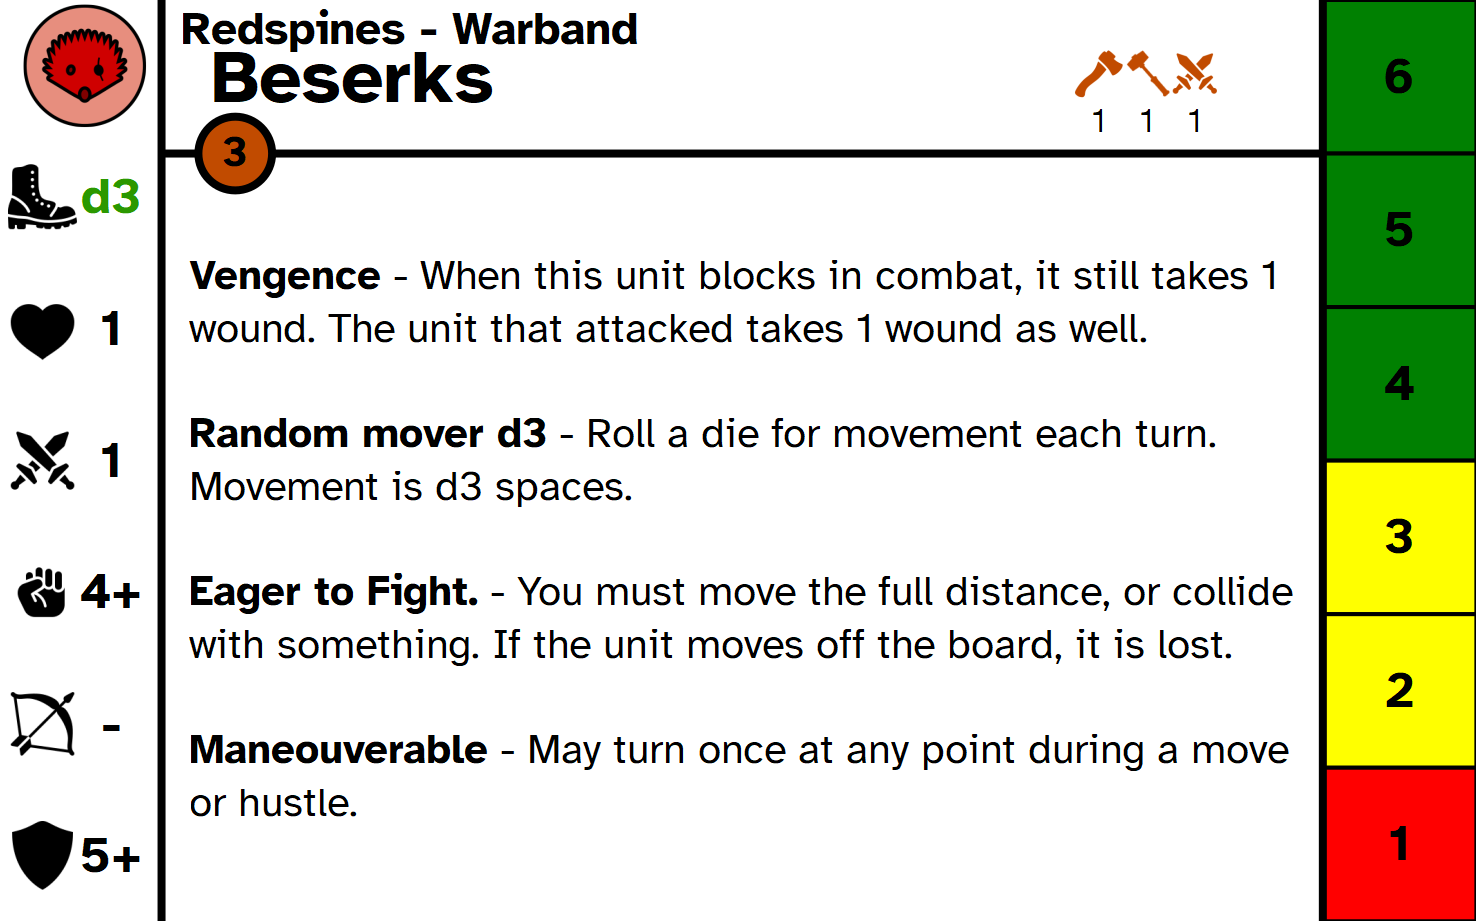 Redspines - Warband
Beserks
1 1 1
3
d3
1
1
4+
-
5+
Vengence - When this unit blocks in combat, it still takes 1
wound. The unit that attacked takes 1 wound as well.
Random mover d3 - Roll a die for movement each turn.
Movement is d3 spaces.
Eager to Fight. - You must move the full distance, or collide
with something. If the unit moves off the board, it is lost.
Maneouverable - May turn once at any point during a move
or hustle.
6
5
4
3
2
1